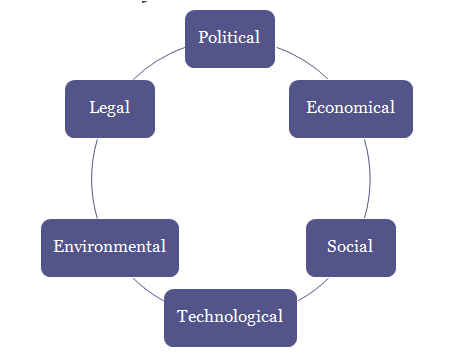 Political
Legal
Economical
Environmental
Social
Technological